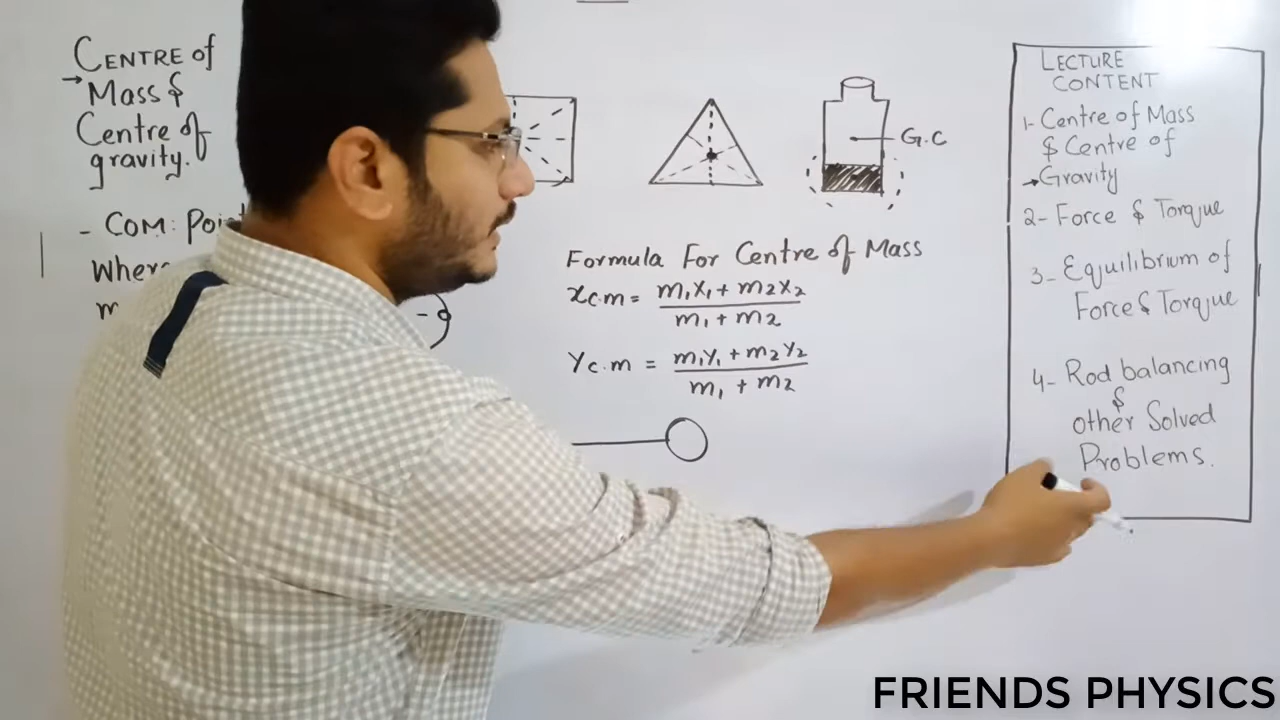 CENTRE of
→ Mass &
Centre of
gravity.
- COM: Point
Where
m
G.C
Formula For Centre of Mass
xc.m = m1x1 + m2x2
m1 + m2
Yc.m = m1y1 + m2y2
m1 + m2
LECTURE
CONTENT
1- Centre of Mass
& Centre of
→ Gravity
2- Force & Torque
3- Equilibrium of
Force & Torque
4- Rod balancing
&
other Solved
Problems.
FRIENDS PHYSICS